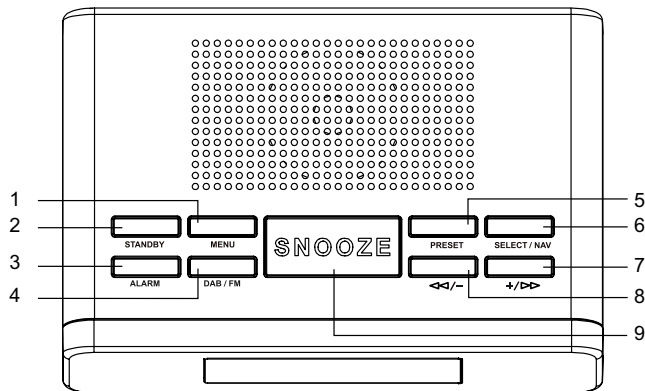 SNOOZE
STANDBY
MENU
PRESET
SELECT / NAV
ALARM
DAB / FM
◁◁/−
+/▷▷
1
2
3
4
5
6
7
8
9